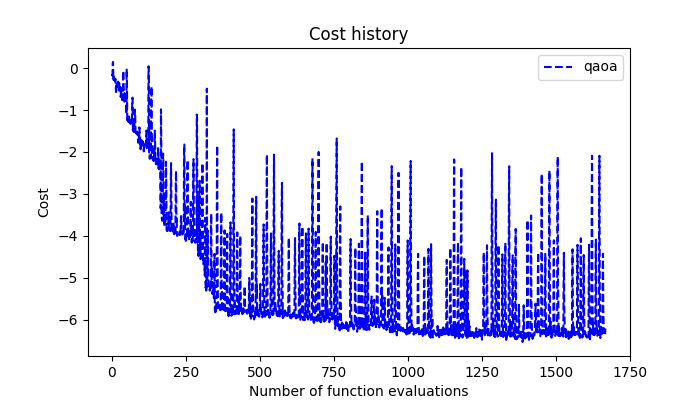 Cost history
qaoa
0
−1
−2
−3
−4
−5
−6
Cost
0 250 500 750 1000 1250 1500 1750
Number of function evaluations